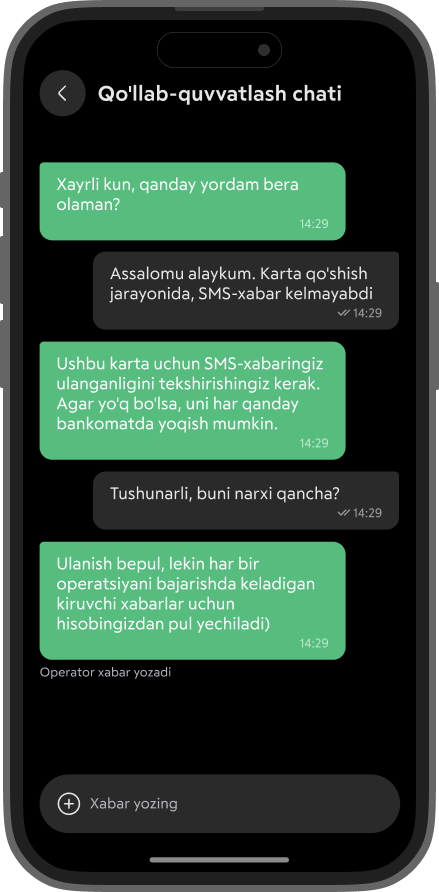 Qo'llab-quvvatlash chati
Xayrli kun, qanday yordam bera
olaman?
14:29
Assalomu alaykum. Karta qo'shish
jarayonida, SMS-xabar kelmayabdi
14:29
Ushbu karta uchun SMS-xabaringiz
ulanganligini tekshirishingiz kerak.
Agar yo'q bo'lsa, uni har qanday
bankomatda yoqish mumkin.
14:29
Tushunarli, buni narxi qancha?
14:29
Ulanish bepul, lekin har bir
operatsiyani bajarishda keladigan
kiruvchi xabarlar uchun
hisobingizdan pul yechiladi)
14:29
Operator xabar yozadi
Xabar yozing